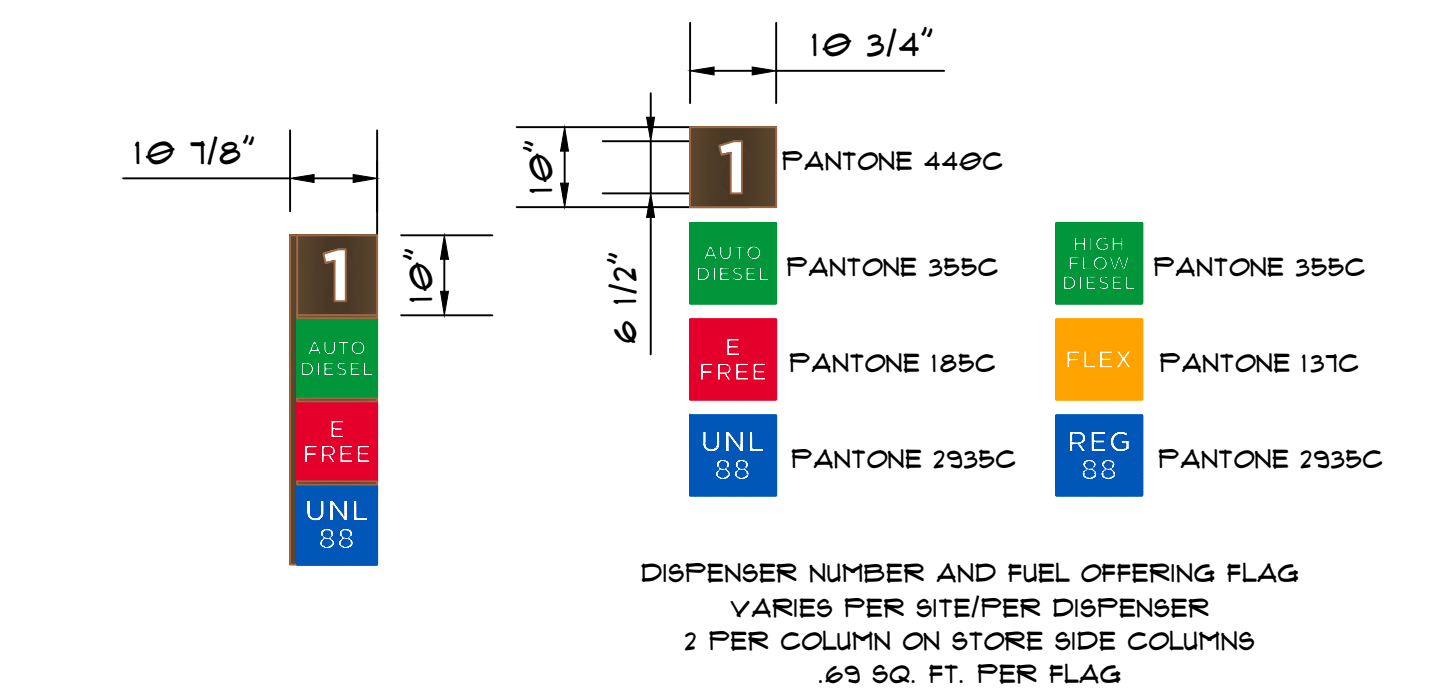 10 7/8"
10"
1
AUTO
DIESEL
E
FREE
UNL
88
10 3/4"
10"
6 1/2"
1
PANTONE 440C
AUTO
DIESEL
PANTONE 355C
HIGH
FLOW
DIESEL
PANTONE 355C
E
FREE
PANTONE 185C
FLEX
PANTONE 137C
UNL
88
PANTONE 2935C
REG
88
PANTONE 2935C
DISPENSER NUMBER AND FUEL OFFERING FLAG
VARIES PER SITE/PER DISPENSER
2 PER COLUMN ON STORE SIDE COLUMNS
.69 SQ. FT. PER FLAG